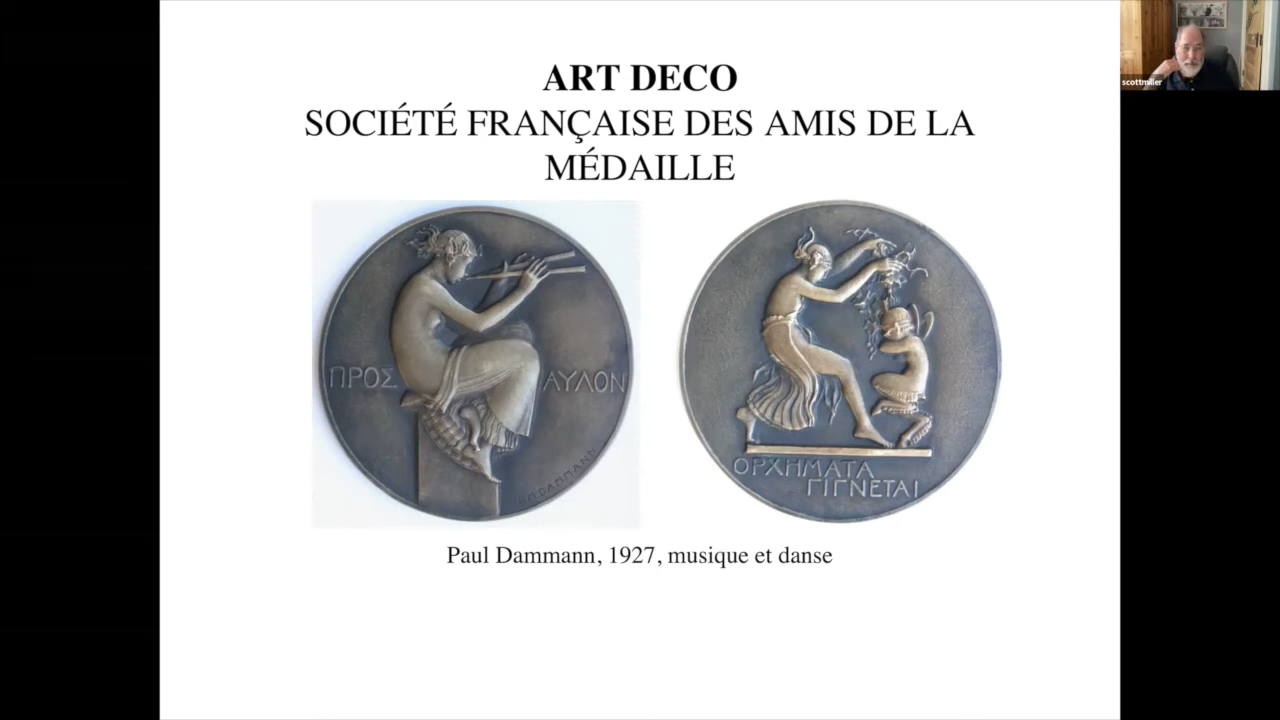 ART DECO
SOCIÉTÉ FRANÇAISE DES AMIS DE LA
MÉDAILLE
ΠΡΟΣ ΑΥΛΟΝ
DAMMANN
ΟΡΧΗΜΑΤΑ
ΓΙΓΝΕΤΑΙ
Paul Dammann, 1927, musique et danse
scottmiller